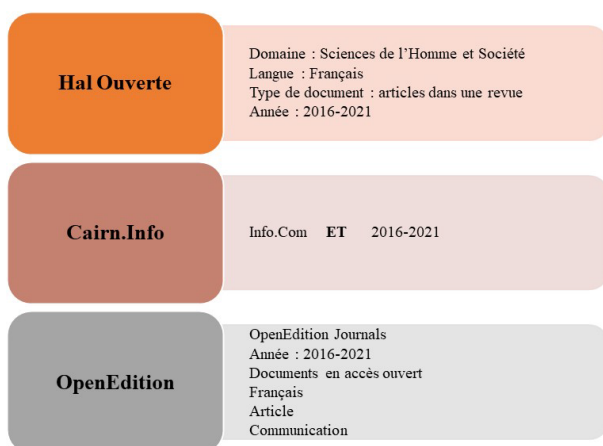 Hal Ouverte
Domaine : Sciences de l’Homme et Société
Langue : Français
Type de document : articles dans une revue
Année : 2016-2021
Cairn.Info
Info.Com ET 2016-2021
OpenEdition
OpenEdition Journals
Année : 2016-2021
Documents en accès ouvert
Français
Article
Communication